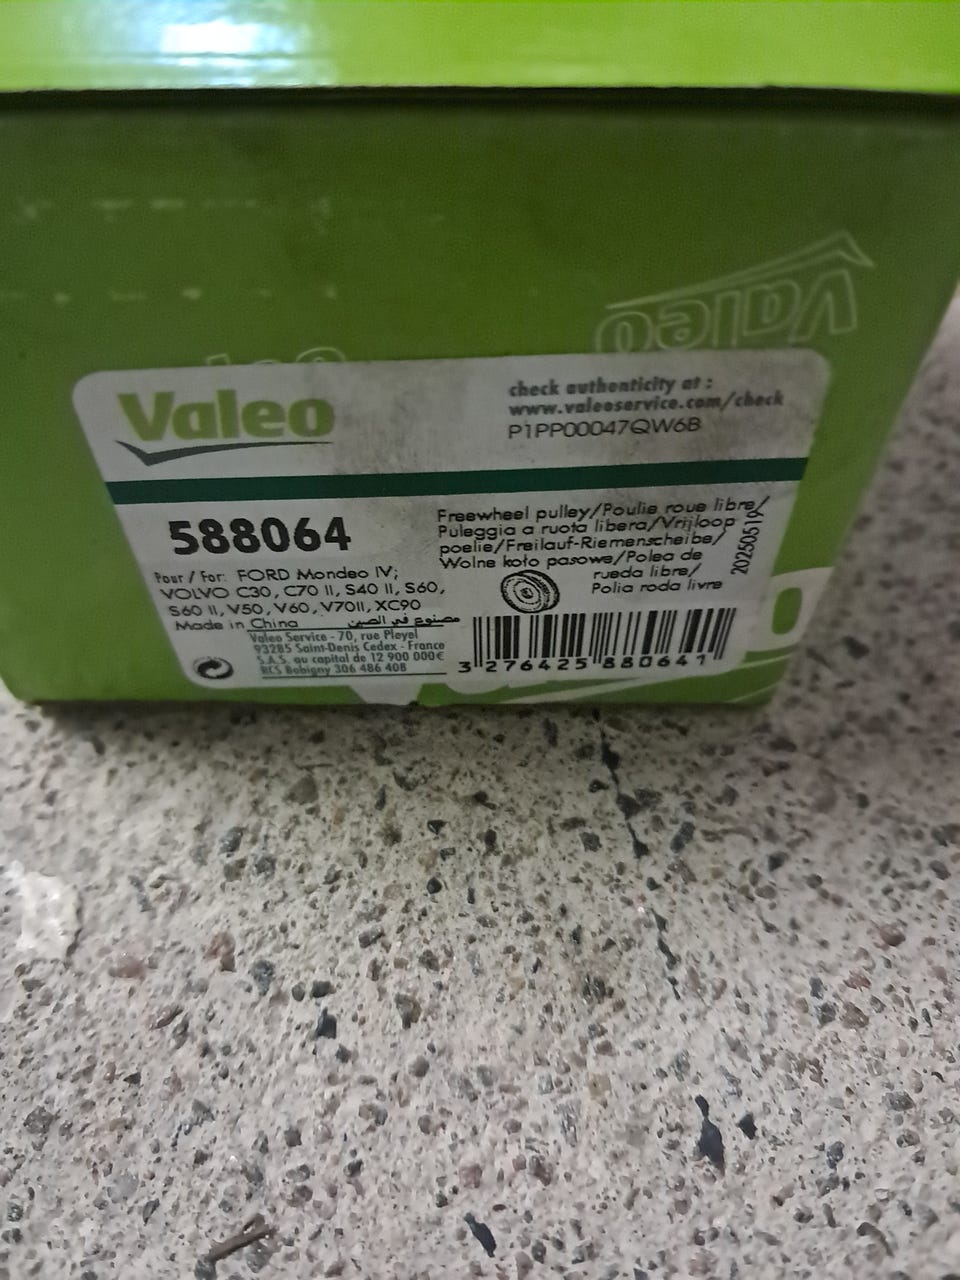 Valeo
Valeo
check authenticity at :
www.valeoservice.com/check
P1PP00047QW6B
588064
Freewheel pulley/Poulie roue libre/
Puleggia a ruota libera/Vrijloop
poelie/Freilauf-Riemenscheibe/
Wolne koło pasowe/Polea de
rueda libre/
Polia roda livre
20250519
Pour / For: FORD Mondeo IV;
VOLVO C30, C70 II, S40 II, S60,
S60 II, V50, V60, V70II, XC90
Made in China مصنوع في الصين
Valeo Service - 70, rue Pleyel
93285 Saint-Denis Cedex - France
S.A.S. au capital de 12 900 000€
RCS Bobigny 306 486 408
3 276425 880641